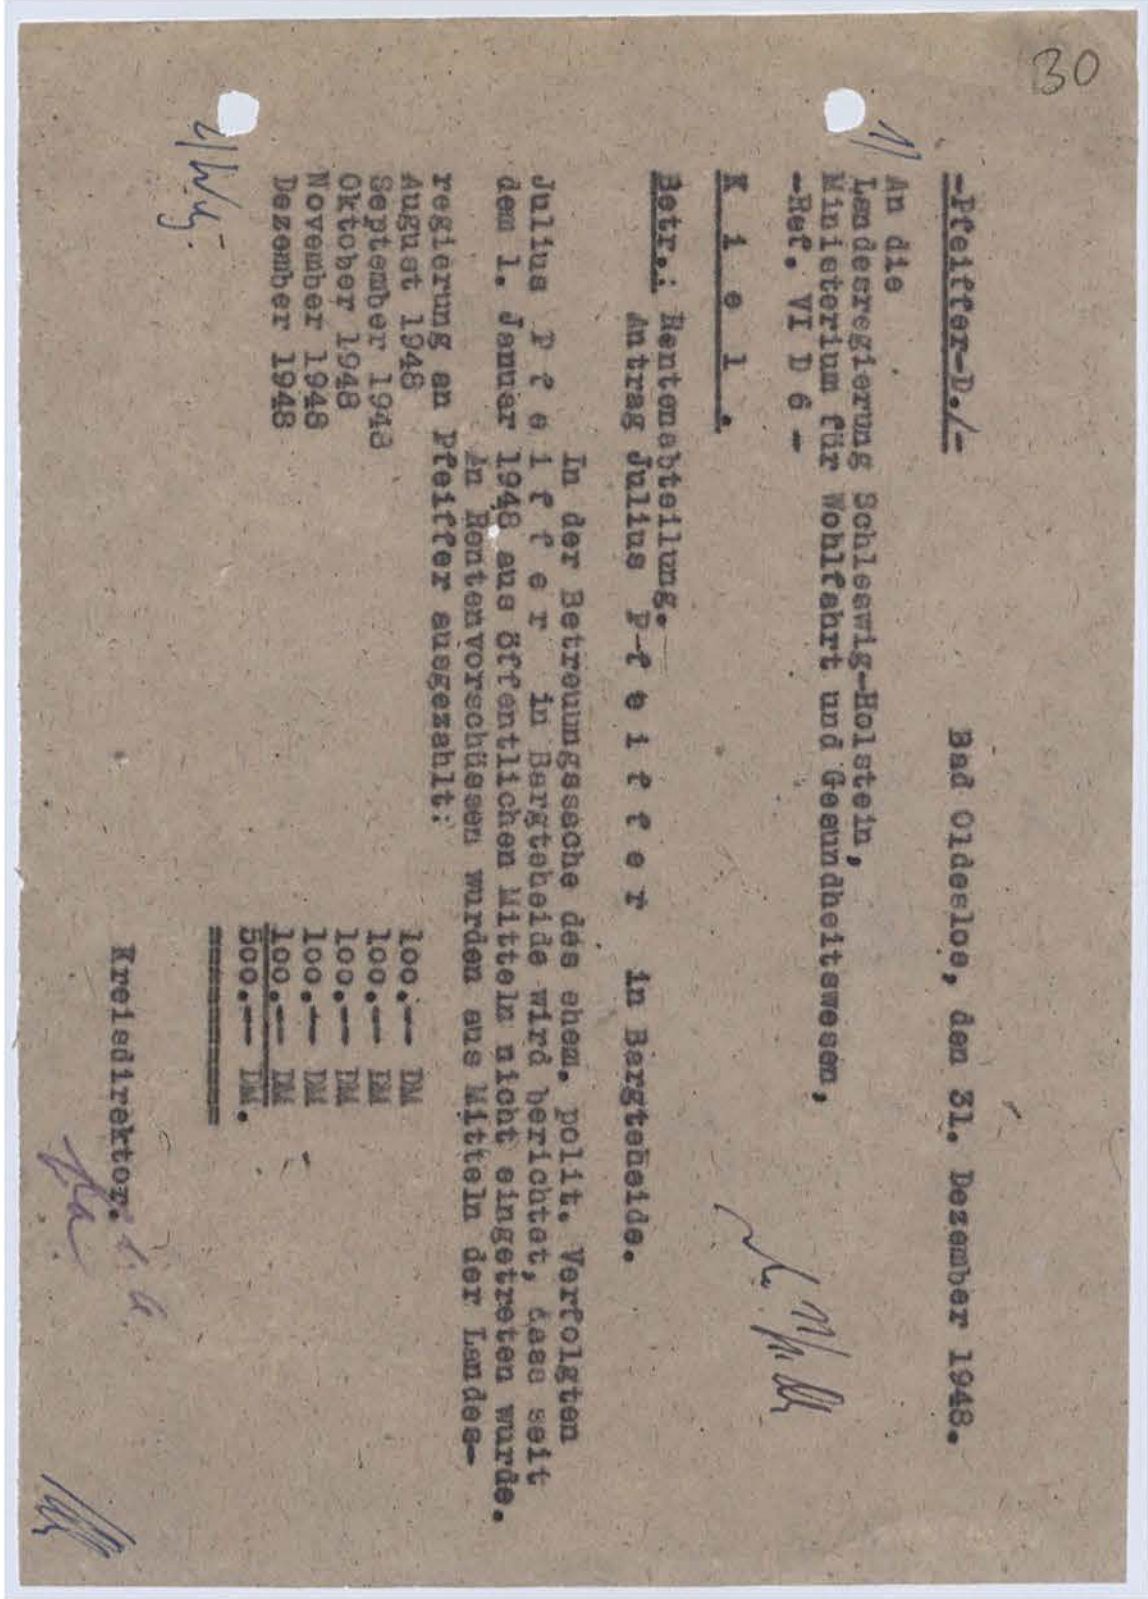 30
-Pfeiffer-D./-
Bad Oldesloe, den 31. Dezember 1948.
1/
An die
Landesregierung Schleswig-Holstein,
Ministerium für Wohlfahrt und Gesundheitswesen,
-Ref. VI D 6 -
K i e l .
Betr.: Rentenabteilung.
Antrag Julius P f e i f f e r in Bargteheide.
In der Betreuungssache des ehem. polit. Verfolgten
Julius P f e i f f e r in Bargteheide wird berichtet, dass seit
dem 1. Januar 1948 aus öffentlichen Mitteln nicht eingetreten wurde.
An Rentenvorschüssen wurden aus Mitteln der Landes-
regierung an Pfeiffer ausgezahlt:
August 1948 100.-- DM
September 1948 100.-- DM
Oktober 1948 100.-- DM
November 1948 100.-- DM
Dezember 1948 100.-- DM
500.-- DM.
==========
2/
Kreisdirektor.